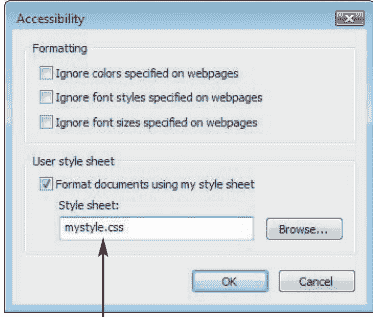 Accessibility
Formatting
Ignore colors specified on webpages
Ignore font styles specified on webpages
Ignore font sizes specified on webpages
User style sheet
Format documents using my style sheet
Style sheet:
mystyle.css
Browse...
OK
Cancel